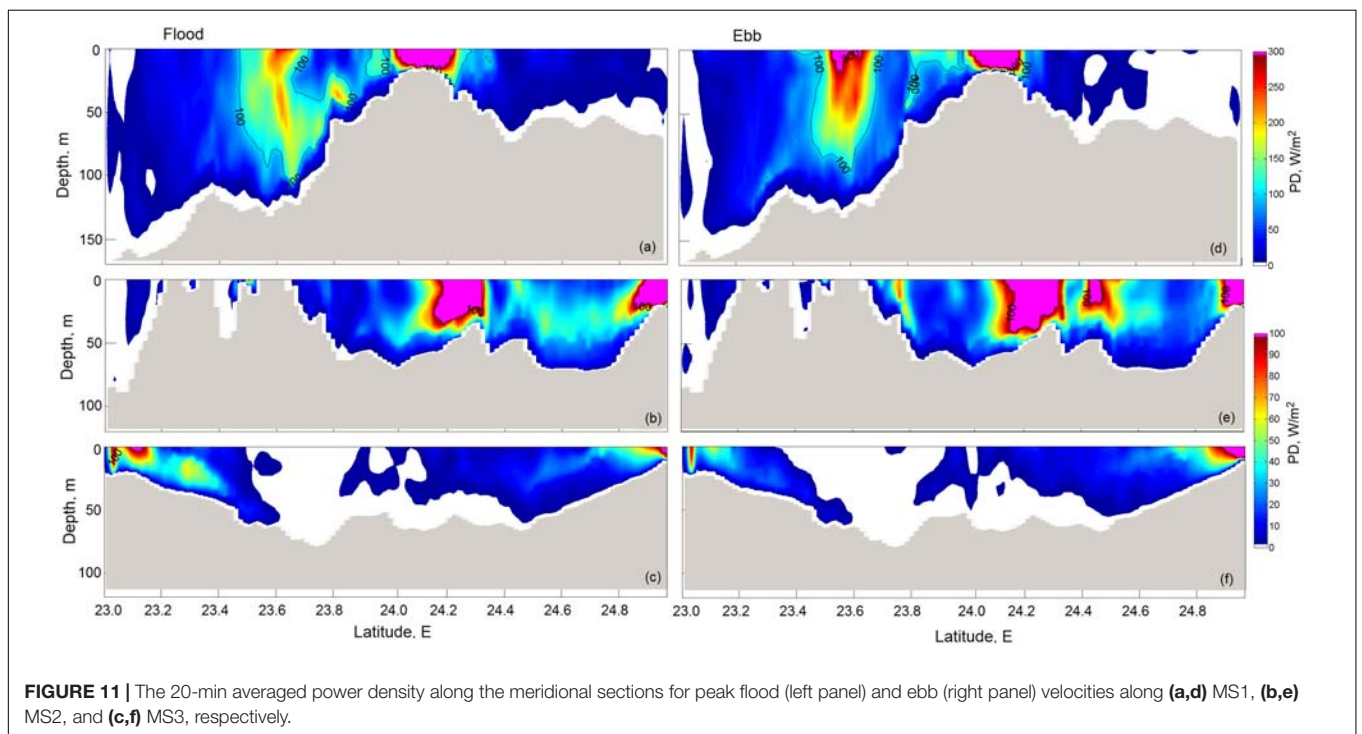 Flood
Ebb
0
50
100
150
Depth, m
(a)
(d)
100
100
100
100
100
100
100
300
250
200
150
100
50
0
PD, W/m²
0
50
100
Depth, m
(b)
(e)
100
100
100
100
100
90
80
70
60
50
40
30
20
10
0
PD, W/m²
0
50
100
Depth, m
(c)
(f)
23.0 23.2 23.6 23.8 24.0 24.2 24.4 24.6 24.8
23.0 23.2 23.6 23.8 24.0 24.2 24.4 24.6 24.8
Latitude, E
Latitude, E
FIGURE 11 | The 20-min averaged power density along the meridional sections for peak flood (left panel) and ebb (right panel) velocities along (a,d) MS1, (b,e)
MS2, and (c,f) MS3, respectively.